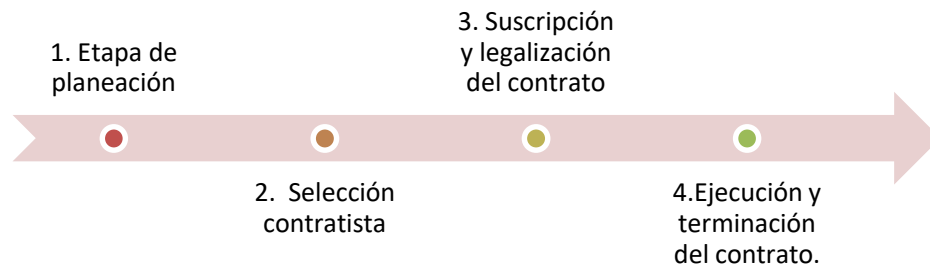 1. Etapa de
planeación
2.  Selección
contratista
3. Suscripción
y legalización
del contrato
4.Ejecución y
terminación
del contrato.